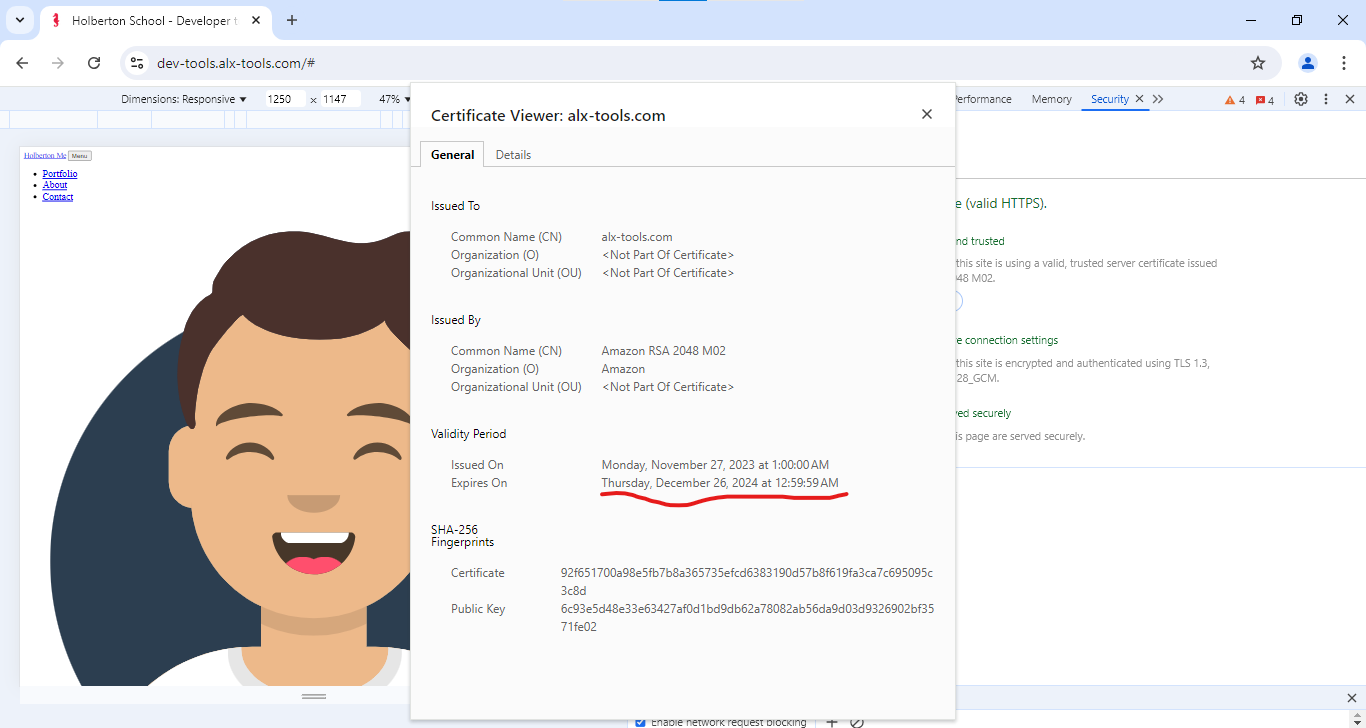 Holberton School - Developer t
dev-tools.alx-tools.com/#
Dimensions: Responsive 1250 x 1147 47%
Performance Memory Security 4 4
Certificate Viewer: alx-tools.com
General Details
Holberton Me Menu
Portfolio
About
Contact
Issued To
Common Name (CN) alx-tools.com
Organization (O) <Not Part Of Certificate>
Organizational Unit (OU) <Not Part Of Certificate>
Issued By
Common Name (CN) Amazon RSA 2048 M02
Organization (O) Amazon
Organizational Unit (OU) <Not Part Of Certificate>
Validity Period
Issued On Monday, November 27, 2023 at 1:00:00 AM
Expires On Thursday, December 26, 2024 at 12:59:59 AM
SHA-256
Fingerprints
Certificate 92f651700a98e5fb7b8a365735efcd6383190d57b8f619fa3ca7c695095c
3c8d
Public Key 6c93e5d48e33e63427af0d1bd9db62a78082ab56da9d03d9326902bf35
71fe02
e (valid HTTPS).
nd trusted
this site is using a valid, trusted server certificate issued
48 M02.
e connection settings
this site is encrypted and authenticated using TLS 1.3,
28_GCM.
ved securely
is page are served securely.
Enable network request blocking